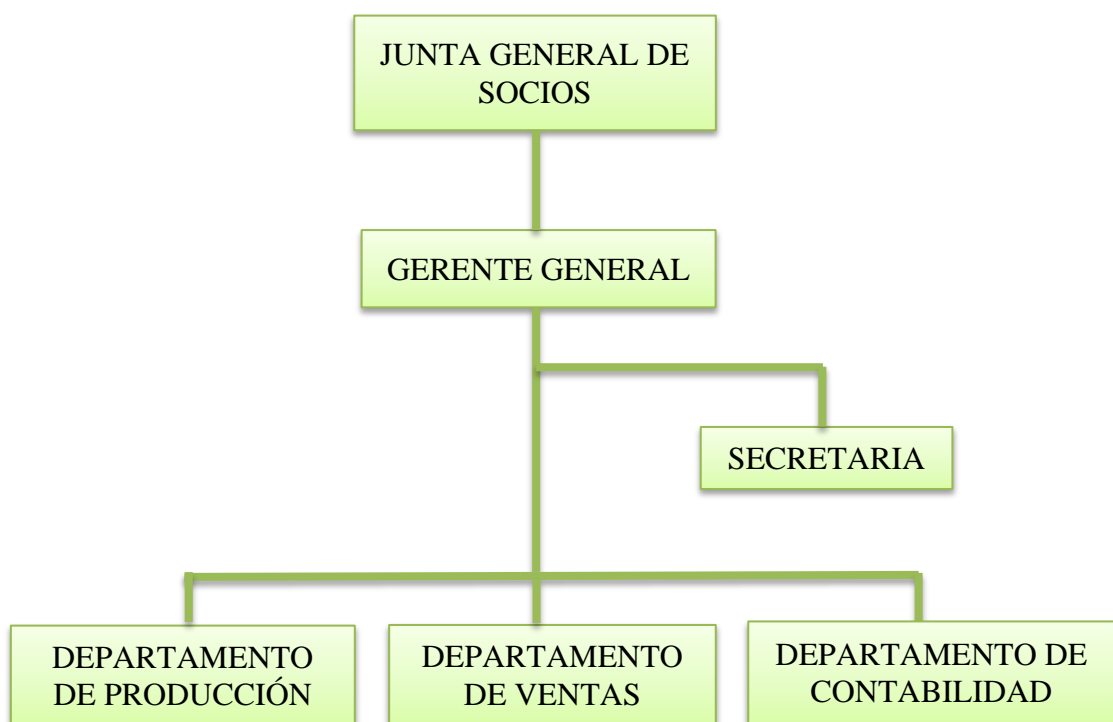 JUNTA GENERAL DE
SOCIOS
GERENTE GENERAL
SECRETARIA
DEPARTAMENTO
DE PRODUCCIÓN
DEPARTAMENTO
DE VENTAS
DEPARTAMENTO DE
CONTABILIDAD